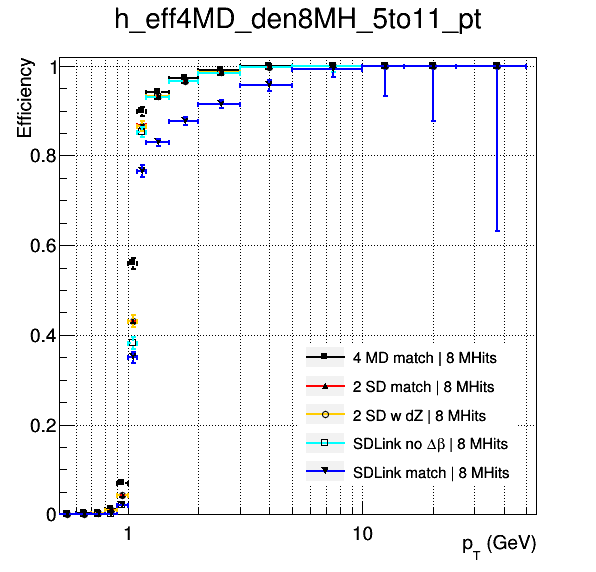 h_eff4MD_den8MH_5to11_pt
Efficiency
1
0.8
0.6
0.4
0.2
0
4 MD match | 8 MHits
2 SD match | 8 MHits
2 SD w dZ | 8 MHits
SDLink no Δβ | 8 MHits
SDLink match | 8 MHits
1 10
p_T (GeV)